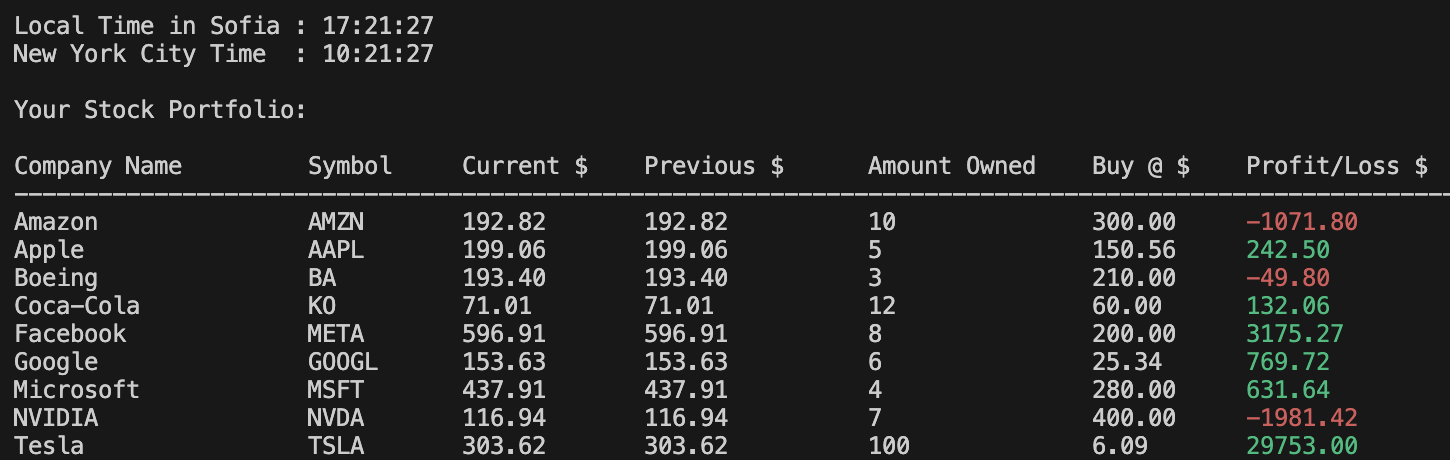 Local Time in Sofia : 17:21:27
New York City Time  : 10:21:27
Your Stock Portfolio:
Company Name         Symbol     Current $    Previous $      Amount Owned    Buy @ $    Profit/Loss $
-------------------------------------------------------------------------------------------------------
Amazon               AMZN       192.82       192.82          10              300.00     -1071.80
Apple                AAPL       199.06       199.06          5               150.56     242.50
Boeing               BA         193.40       193.40          3               210.00     -49.80
Coca-Cola            KO         71.01        71.01           12              60.00      132.06
Facebook             META       596.91       596.91          8               200.00     3175.27
Google               GOOGL      153.63       153.63          6               25.34      769.72
Microsoft            MSFT       437.91       437.91          4               280.00     631.64
NVIDIA               NVDA       116.94       116.94          7               400.00     -1981.42
Tesla                TSLA       303.62       303.62          100             6.09       29753.00